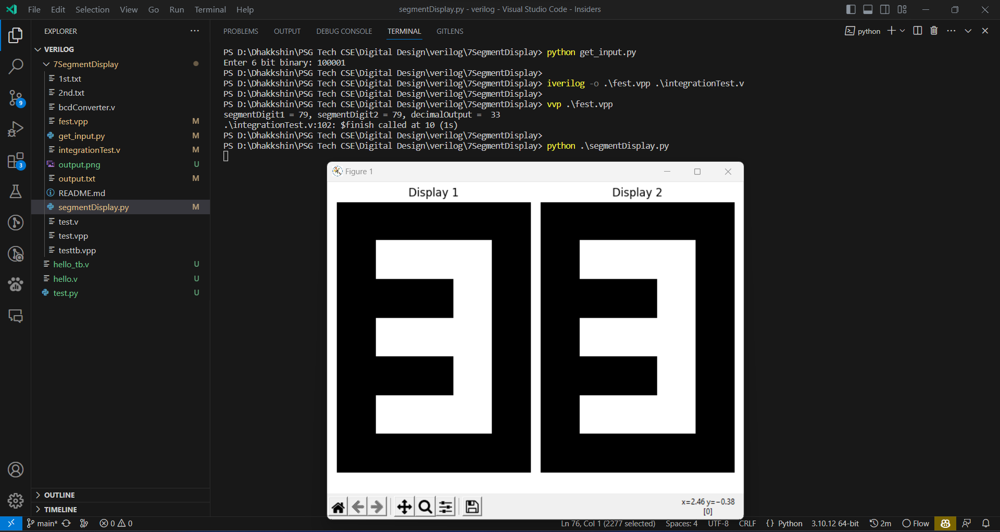 File Edit Selection View Go Run Terminal Help
segmentDisplay.py - verilog - Visual Studio Code - Insiders
EXPLORER
VERILOG
7SegmentDisplay
1st.txt
2nd.txt
bcdConverter.v
fest.vpp M
get_input.py M
integrationTest.v M
output.png U
output.txt M
README.md
segmentDisplay.py M
test.v
test.vpp
testtb.vpp
hello_tb.v U
hello.v U
test.py U
OUTLINE
TIMELINE
9
3
PROBLEMS OUTPUT DEBUG CONSOLE TERMINAL GITLENS
python
PS D:\Dhakkshin\PSG Tech CSE\Digital Design\verilog\7SegmentDisplay> python get_input.py
Enter 6 bit binary: 100001
PS D:\Dhakkshin\PSG Tech CSE\Digital Design\verilog\7SegmentDisplay>
PS D:\Dhakkshin\PSG Tech CSE\Digital Design\verilog\7SegmentDisplay> iverilog -o .\fest.vpp .\integrationTest.v
PS D:\Dhakkshin\PSG Tech CSE\Digital Design\verilog\7SegmentDisplay>
PS D:\Dhakkshin\PSG Tech CSE\Digital Design\verilog\7SegmentDisplay> vvp .\fest.vpp
segmentDigit1 = 79, segmentDigit2 = 79, decimalOutput =  33
.\integrationTest.v:102: $finish called at 10 (1s)
PS D:\Dhakkshin\PSG Tech CSE\Digital Design\verilog\7SegmentDisplay>
PS D:\Dhakkshin\PSG Tech CSE\Digital Design\verilog\7SegmentDisplay> python .\segmentDisplay.py
Figure 1
Display 1 Display 2
3 3
x=2.46 y=−0.38
[0]
main* 0 0
Ln 76, Col 1 (2277 selected) Spaces: 4 UTF-8 CRLF {} Python 3.10.12 64-bit 2m Flow